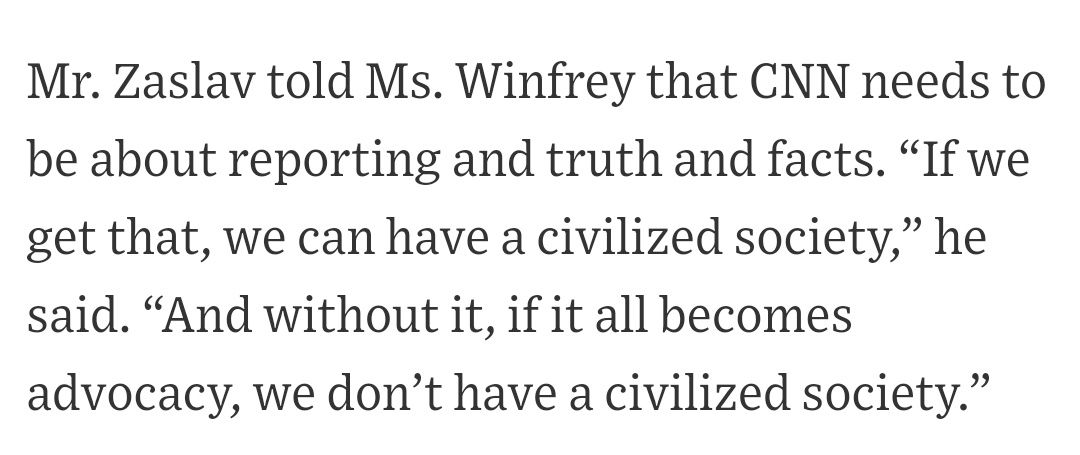 Mr. Zaslav told Ms. Winfrey that CNN needs to
be about reporting and truth and facts. “If we
get that, we can have a civilized society,” he
said. “And without it, if it all becomes
advocacy, we don’t have a civilized society.”